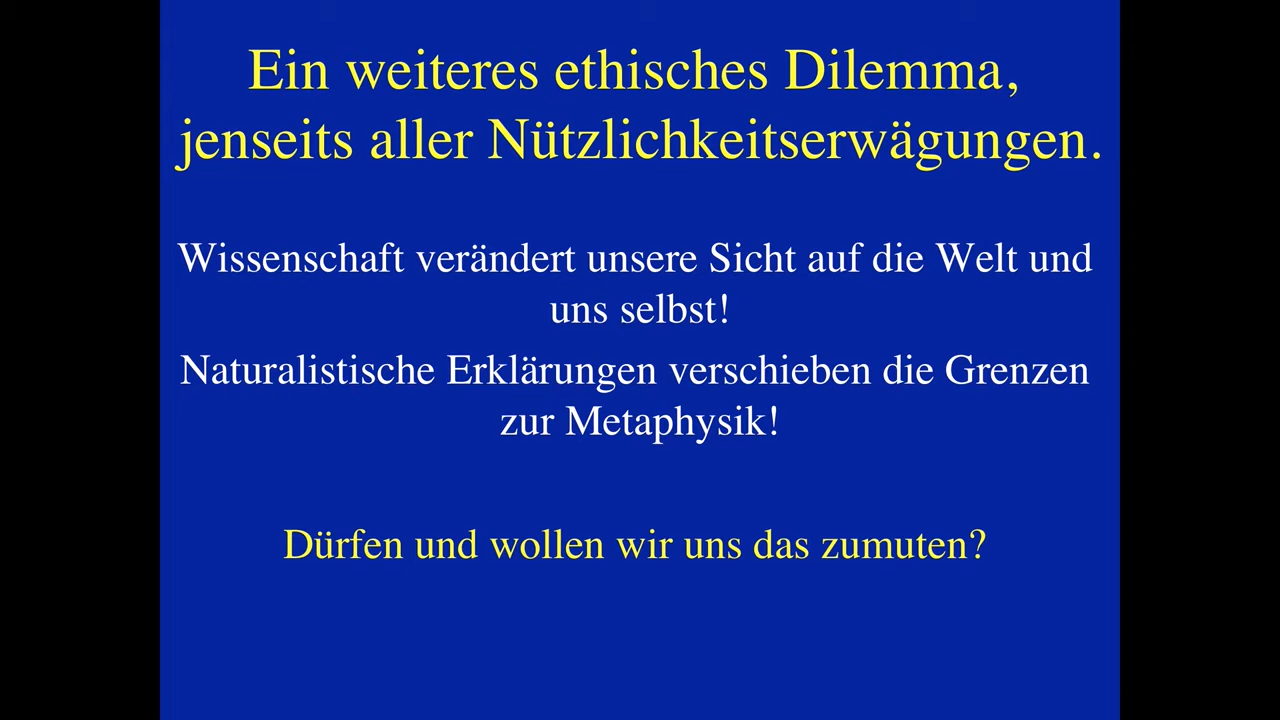 Ein weiteres ethisches Dilemma,
jenseits aller Nützlichkeitserwägungen.
Wissenschaft verändert unsere Sicht auf die Welt und
uns selbst!
Naturalistische Erklärungen verschieben die Grenzen
zur Metaphysik!
Dürfen und wollen wir uns das zumuten?